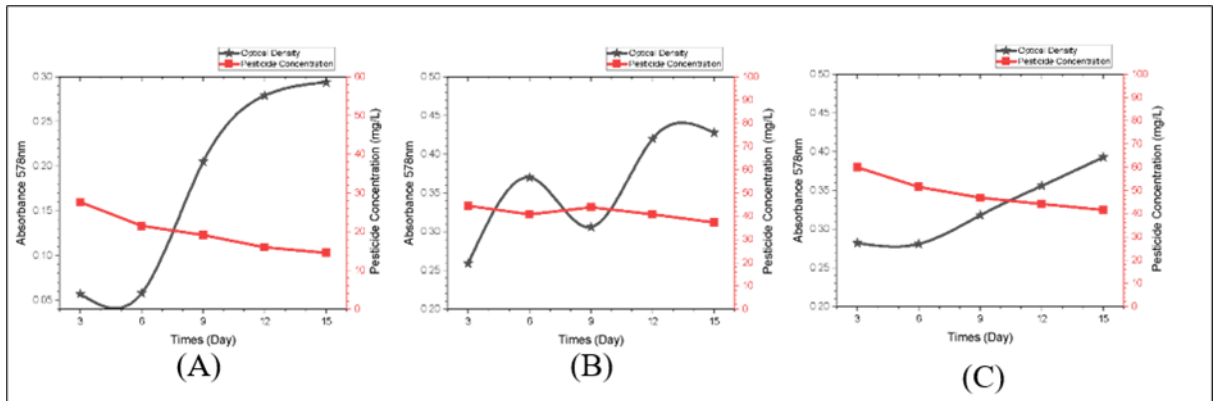 Optical Density
Pesticide Concentration
0.30
0.25
0.20
0.15
0.10
0.05
Absorbance 578nm
60
50
40
30
20
10
0
Pesticide Concentration (mg/L)
3 6 9 12 15
Times (Day)
(A)
Optical Density
Pesticide Concentration
0.50
0.45
0.40
0.35
0.30
0.25
0.20
Absorbance 578nm
100
90
80
70
60
50
40
30
20
10
0
Pesticide Concentration (mg/L)
3 6 9 12 15
Times (Day)
(B)
Optical Density
Pesticide Concentration
0.50
0.45
0.40
0.35
0.30
0.25
0.20
Absorbance 578nm
100
90
80
70
60
50
40
30
20
10
0
Pesticide Concentration (mg/L)
3 6 9 12 15
Times (Day)
(C)